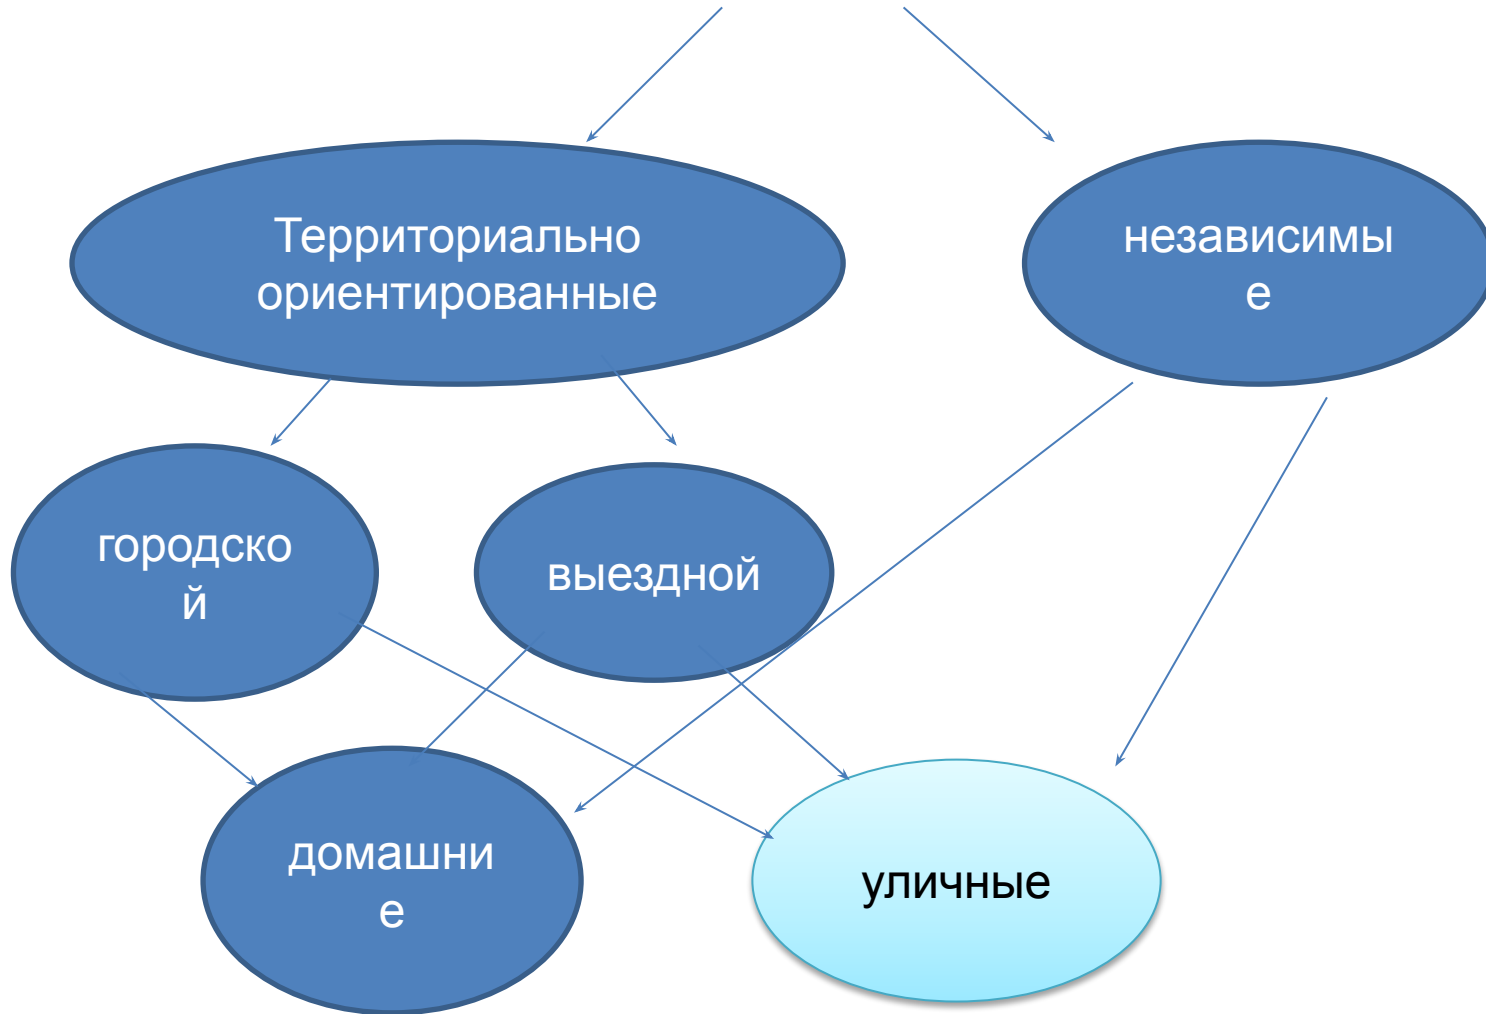 Территориально
ориентированные
независимы
е
городско
й
выездной
домашни
е
уличные